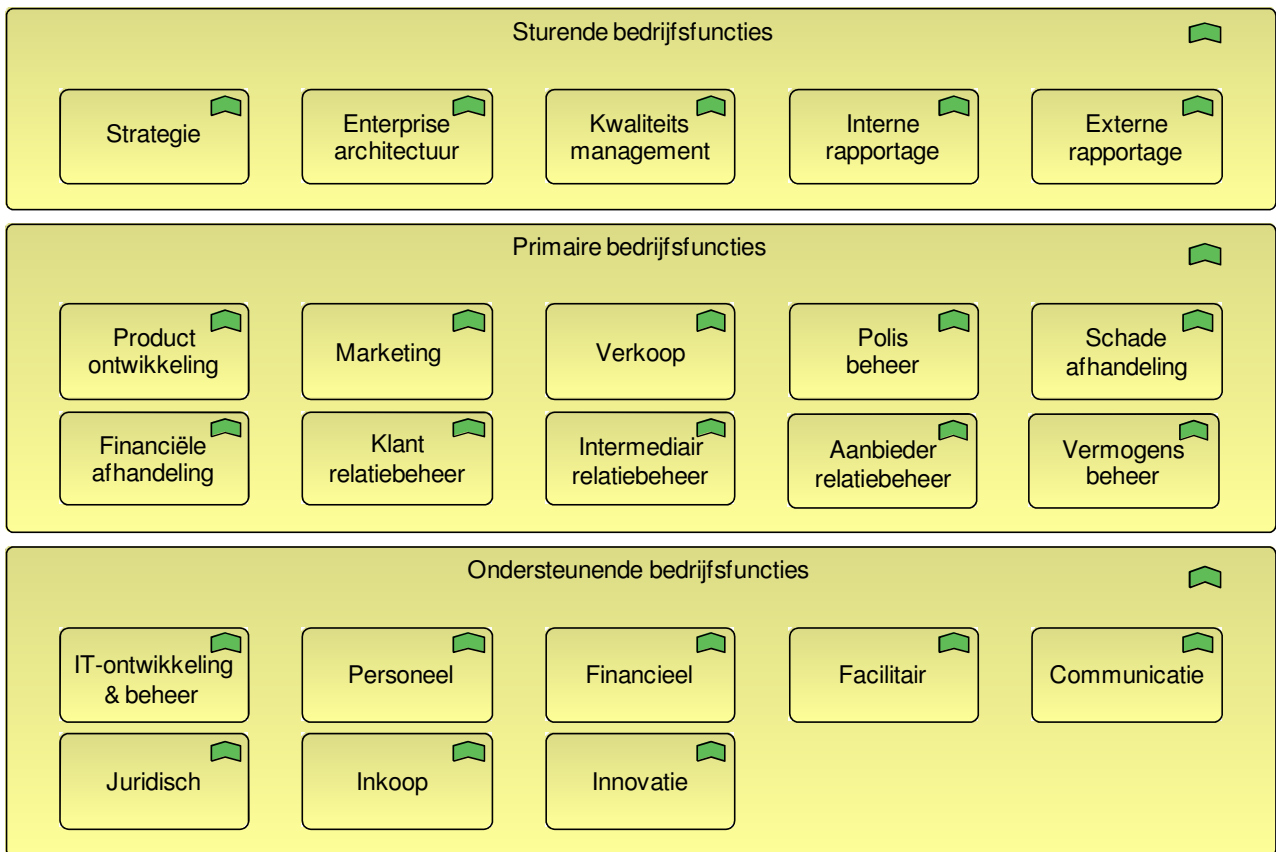 Sturende bedrijfsfuncties
Strategie
Enterprise
architectuur
Kwaliteits
management
Interne
rapportage
Externe
rapportage
Primaire bedrijfsfuncties
Product
ontwikkeling
Marketing
Verkoop
Polis
beheer
Schade
afhandeling
Financiële
afhandeling
Klant
relatiebeheer
Intermediair
relatiebeheer
Aanbieder
relatiebeheer
Vermogens
beheer
Ondersteunende bedrijfsfuncties
IT-ontwikkeling
& beheer
Personeel
Financieel
Facilitair
Communicatie
Juridisch
Inkoop
Innovatie